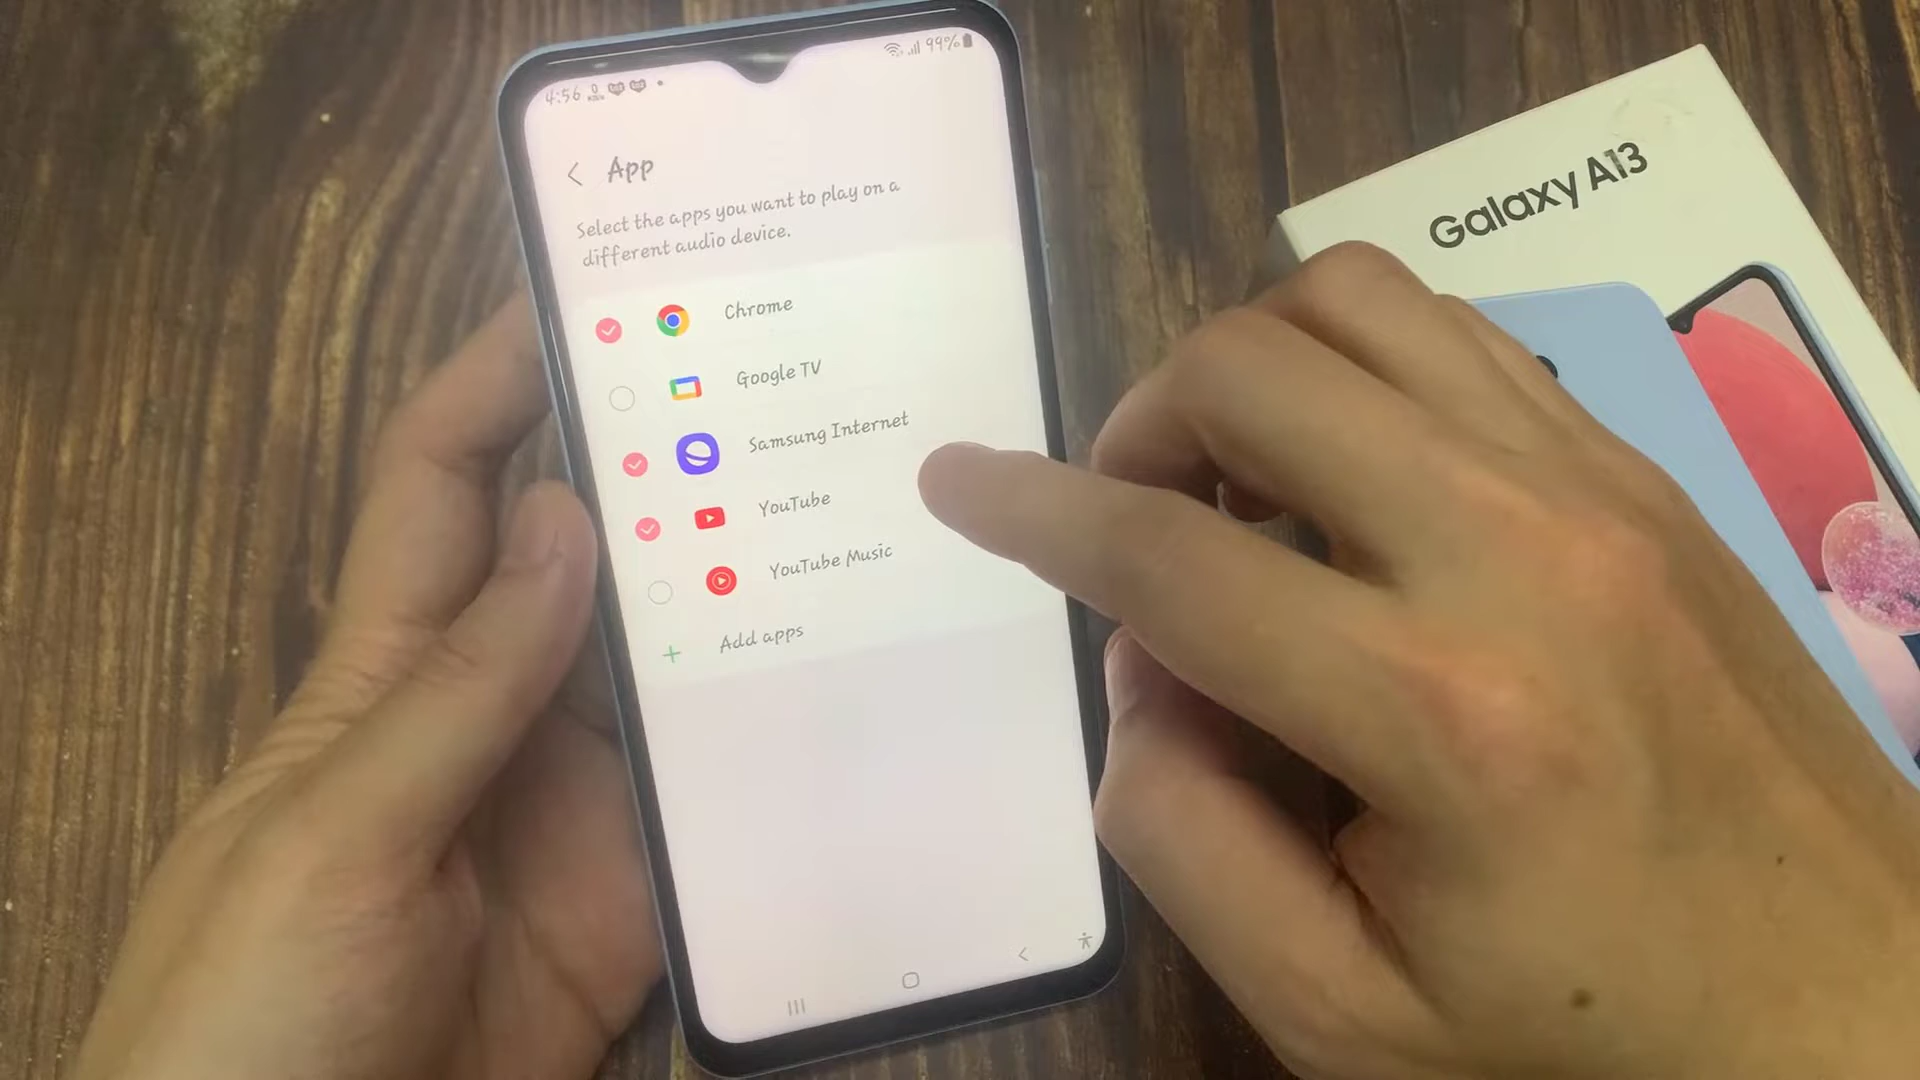 4:56
99%
App
Select the apps you want to play on a
different audio device.
Chrome
Google TV
Samsung Internet
YouTube
YouTube Music
Add apps
Galaxy A13